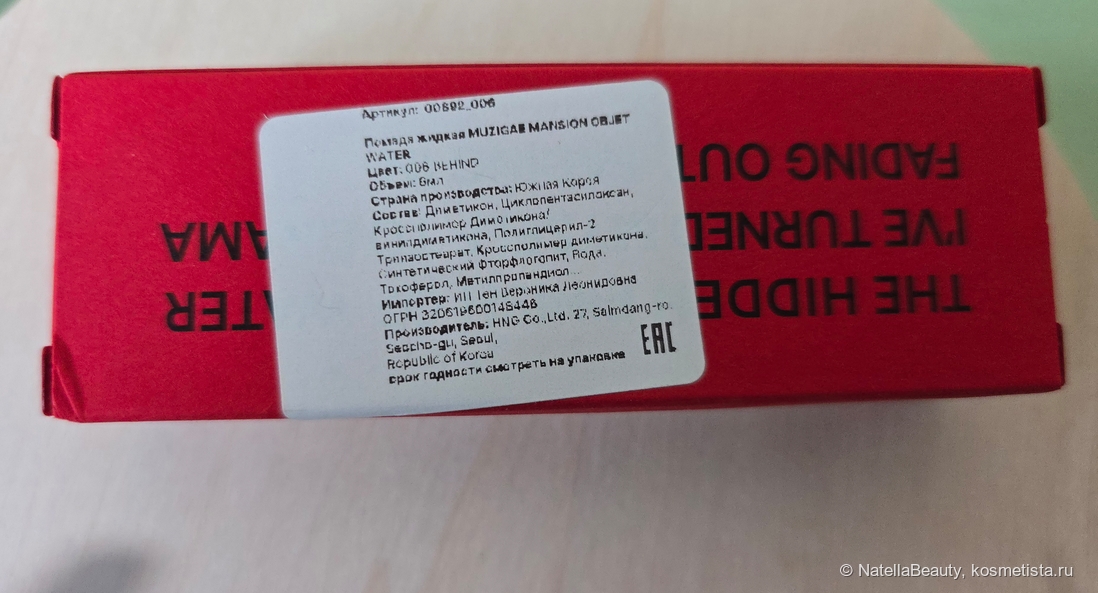 Артикул: 00892_006
Помада жидкая MUZIGAE MANSION OBJET
WATER
Цвет: 006 BEHIND
Объем: 6мл
Страна производства: Южная Корея
Состав: Диметикон, Циклопентасилоксан,
Кроссполимер Диметикона/
винилдиметикона, Полиглицерил-2
Триизостеарат, Кроссполимер диметикона,
Синтетический Фторфлогопит, Вода,
Токоферол, Метилпропандиол...
Импортер: ИП Тен Вероника Леонидовна
ОГРН
Производитель: HNG Co.,Ltd. 27, Saimdang-ro,
Seocho-gu, Seoul,
Republic of Korea
срок годности смотреть на упаковке
EAC
THE HIDDE ATER
I'VE TURNED AMA
FADING OUT
© NatellaBeauty, kosmetista.ru